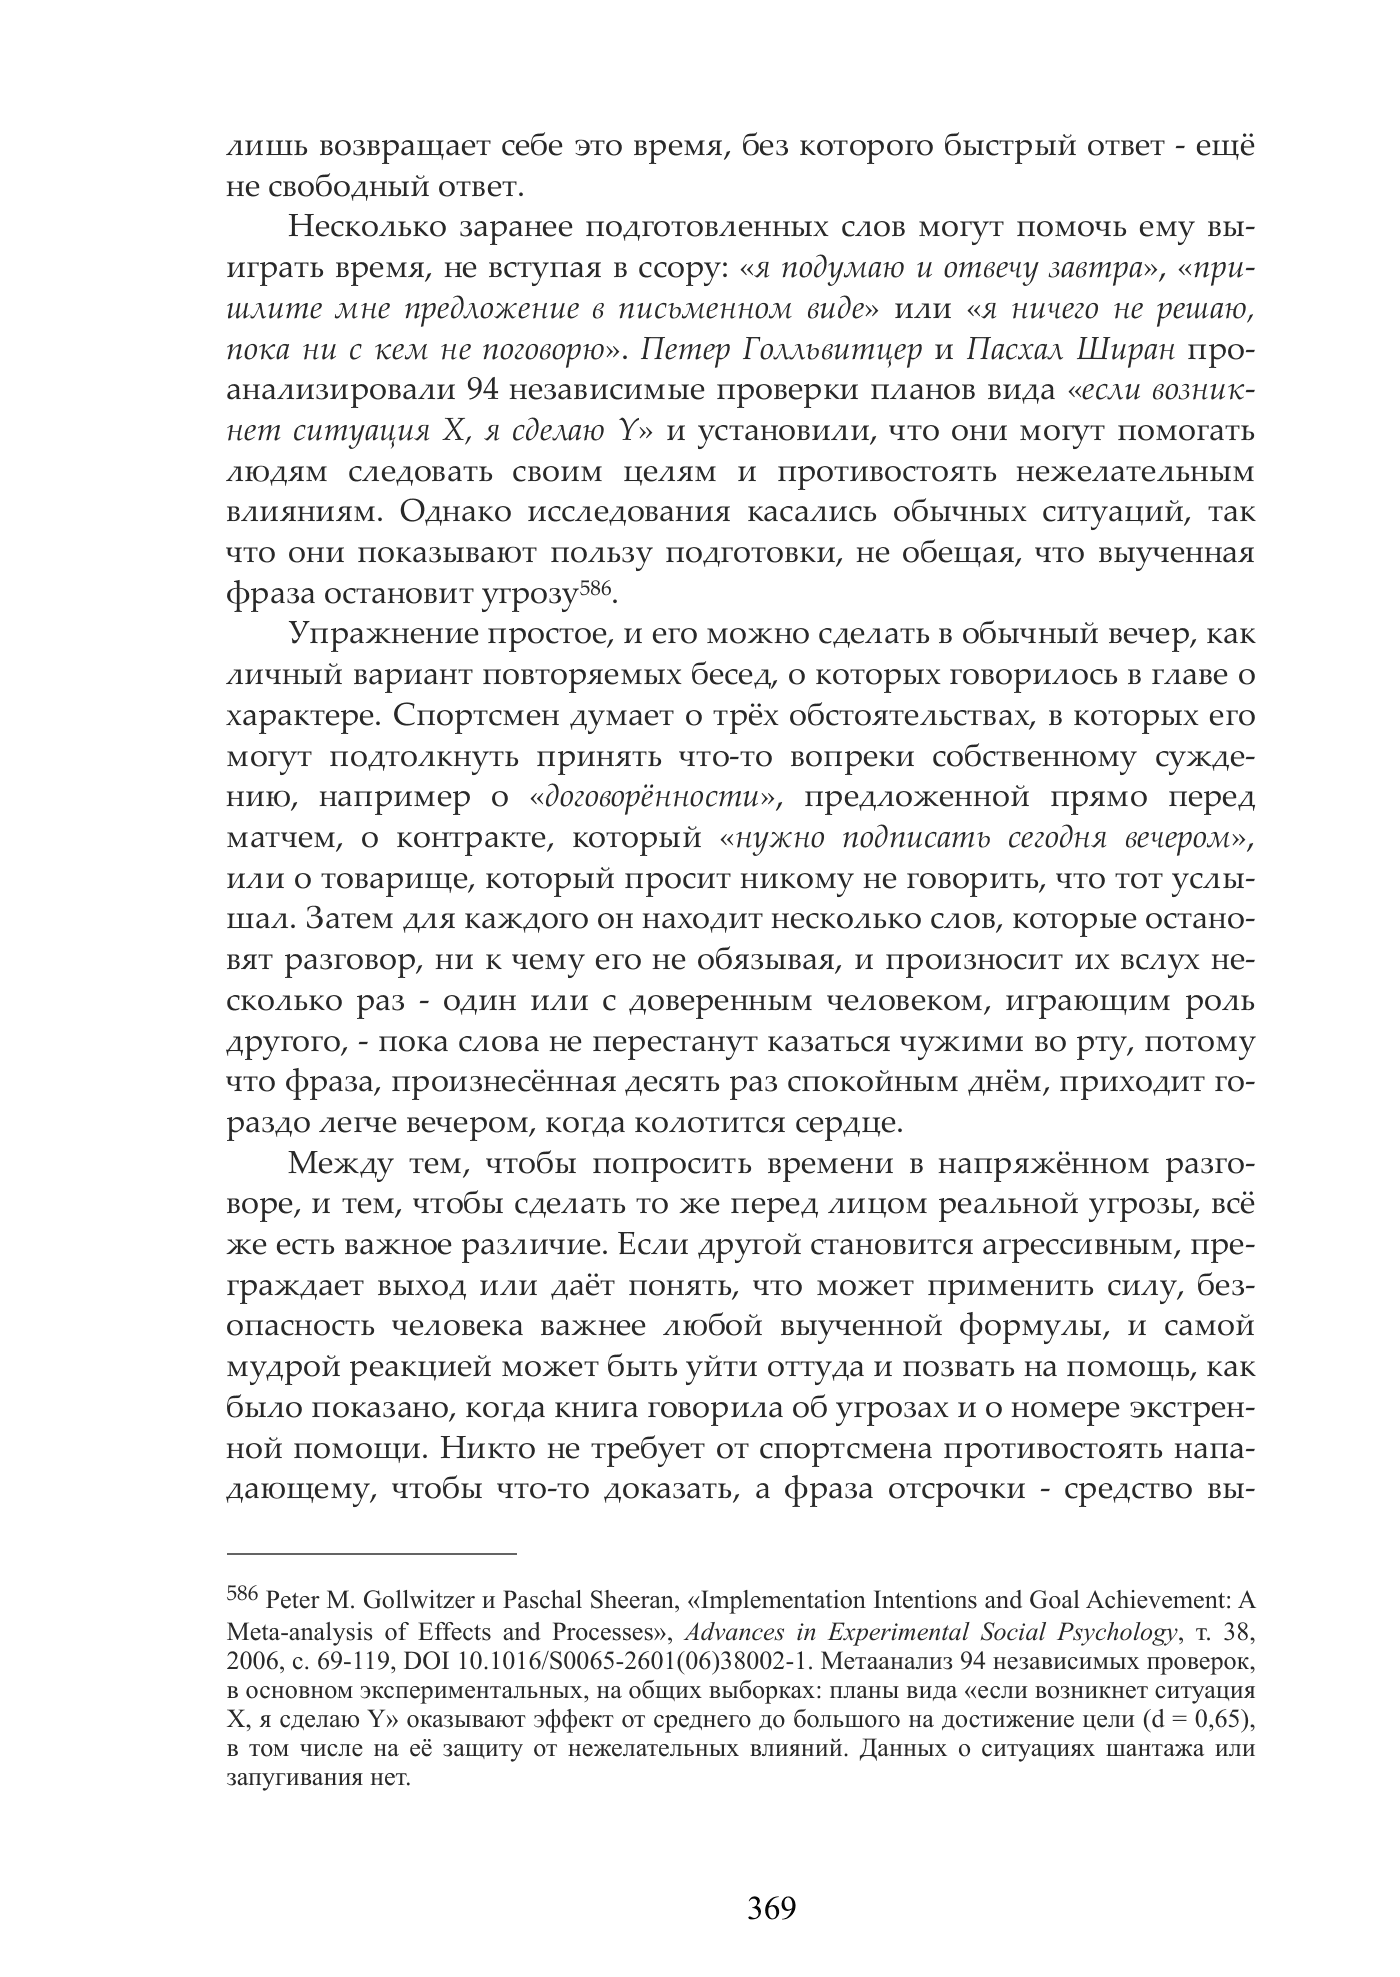 лишь возвращает себе это время, без которого быстрый ответ - ещё
не свободный ответ.
Несколько заранее подготовленных слов могут помочь ему вы-
играть время, не вступая в ссору: «я подумаю и отвечу завтра», «при-
шлите мне предложение в письменном виде» или «я ничего не решаю,
пока ни с кем не поговорю». Петер Голльвитцер и Пасхал Ширан про-
анализировали 94 независимые проверки планов вида «если возник-
нет ситуация X, я сделаю Y» и установили, что они могут помогать
людям следовать своим целям и противостоять нежелательным
влияниям. Однако исследования касались обычных ситуаций, так
что они показывают пользу подготовки, не обещая, что выученная
фраза остановит угрозу586.
Упражнение простое, и его можно сделать в обычный вечер, как
личный вариант повторяемых бесед, о которых говорилось в главе о
характере. Спортсмен думает о трёх обстоятельствах, в которых его
могут подтолкнуть принять что-то вопреки собственному сужде-
нию, например о «договорённости», предложенной прямо перед
матчем, о контракте, который «нужно подписать сегодня вечером»,
или о товарище, который просит никому не говорить, что тот услы-
шал. Затем для каждого он находит несколько слов, которые остано-
вят разговор, ни к чему его не обязывая, и произносит их вслух не-
сколько раз - один или с доверенным человеком, играющим роль
другого, - пока слова не перестанут казаться чужими во рту, потому
что фраза, произнесённая десять раз спокойным днём, приходит го-
раздо легче вечером, когда колотится сердце.
Между тем, чтобы попросить времени в напряжённом разго-
воре, и тем, чтобы сделать то же перед лицом реальной угрозы, всё
же есть важное различие. Если другой становится агрессивным, пре-
граждает выход или даёт понять, что может применить силу, без-
опасность человека важнее любой выученной формулы, и самой
мудрой реакцией может быть уйти оттуда и позвать на помощь, как
было показано, когда книга говорила об угрозах и о номере экстрен-
ной помощи. Никто не требует от спортсмена противостоять напа-
дающему, чтобы что-то доказать, а фраза отсрочки - средство вы-
586 Peter M. Gollwitzer и Paschal Sheeran, «Implementation Intentions and Goal Achievement: A
Meta-analysis of Effects and Processes», Advances in Experimental Social Psychology, т. 38,
2006, с. 69-119, DOI 10.1016/S0065-2601(06)38002-1. Метаанализ 94 независимых проверок,
в основном экспериментальных, на общих выборках: планы вида «если возникнет ситуация
X, я сделаю Y» оказывают эффект от среднего до большого на достижение цели (d = 0,65),
в том числе на её защиту от нежелательных влияний. Данных о ситуациях шантажа или
запугивания нет.
369